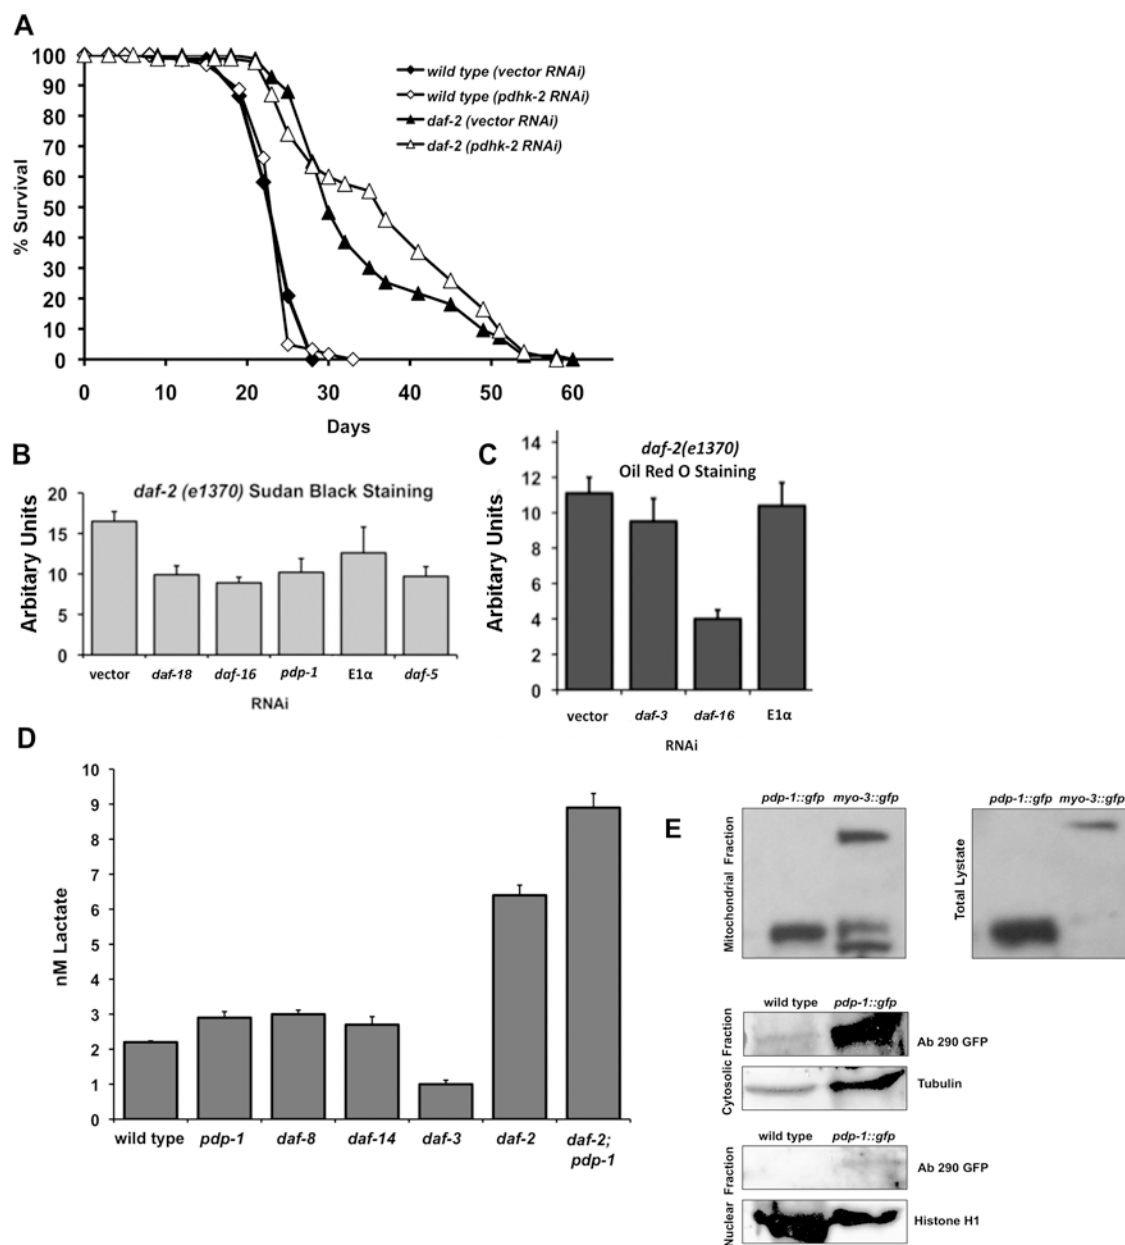 A
100
90
80
70
60
50
40
30
20
10
0
% Survival
0 10 20 30 40 50 60
Days
wild type (vector RNAi)
wild type (pdhk-2 RNAi)
daf-2 (vector RNAi)
daf-2 (pdhk-2 RNAi)
B
daf-2 (e1370) Sudan Black Staining
Arbitary Units
20
15
10
5
0
vector daf-18 daf-16 pdp-1 E1α daf-5
RNAi
C
daf-2(e1370)
Oil Red O Staining
Arbitary Units
14
12
10
8
6
4
2
0
vector daf-3 daf-16 E1α
RNAi
D
nM Lactate
10
9
8
7
6
5
4
3
2
1
0
wild type pdp-1 daf-8 daf-14 daf-3 daf-2 daf-2;
pdp-1
E
pdp-1::gfp myo-3::gfp
Mitochondrial Fraction
pdp-1::gfp myo-3::gfp
Total Lystate
wild type pdp-1::gfp
Cytosolic Fraction
Ab 290 GFP
Tubulin
wild type pdp-1::gfp
Nuclear Fraction
Ab 290 GFP
Histone H1